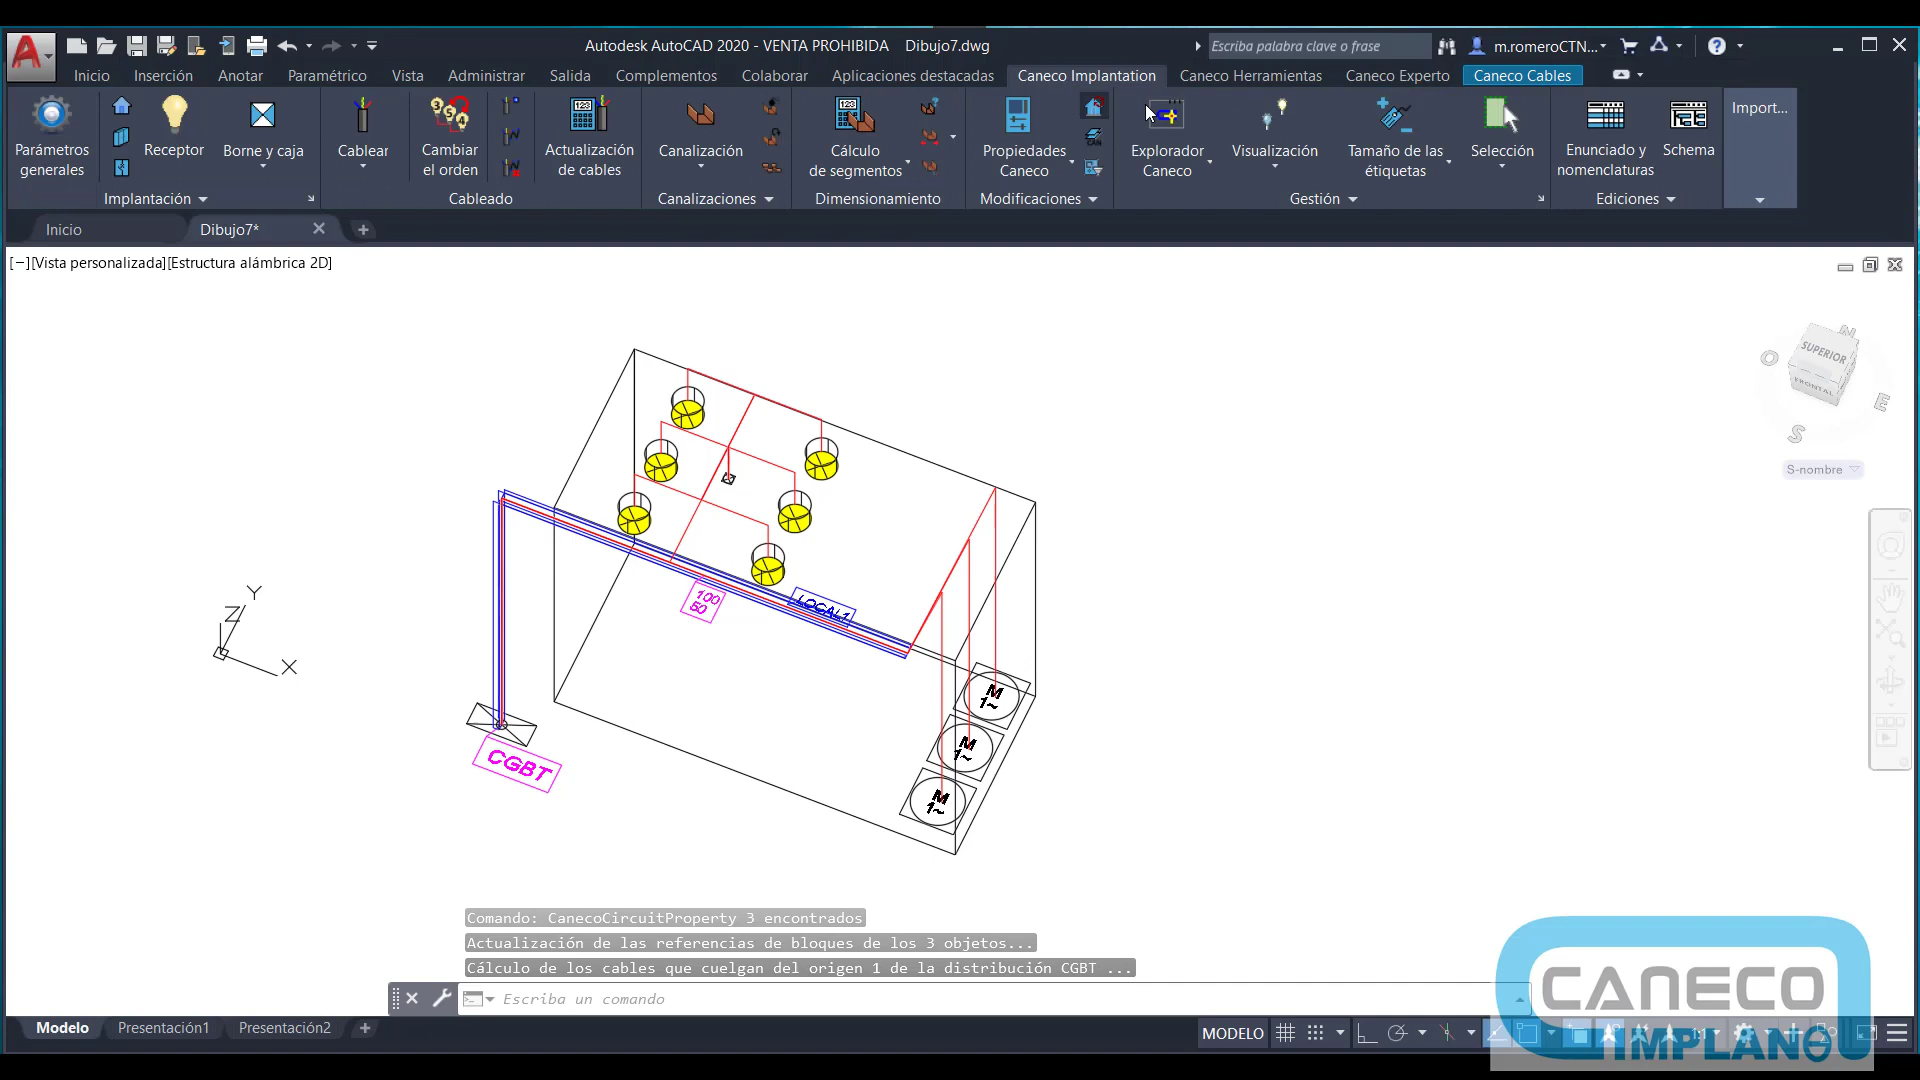 Autodesk AutoCAD 2020 - VENTA PROHIBIDA Dibujo7.dwg
Escriba palabra clave o frase
m.romeroCTN...
Inicio Inserción Anotar Paramétrico Vista Administrar Salida Complementos Colaborar Aplicaciones destacadas Caneco Implantation Caneco Herramientas Caneco Experto Caneco Cables
Parámetros generales
Receptor
Borne y caja
Cablear
Cambiar el orden
Actualización de cables
Canalización
Cálculo de segmentos
Propiedades Caneco
Explorador Caneco
Visualización
Tamaño de las etiquetas
Selección
Enunciado y nomenclaturas
Schema
Import...
Implantación Cableado Canalizaciones Dimensionamiento Modificaciones Gestión Ediciones
Inicio Dibujo7*
[−][Vista personalizada][Estructura alámbrica 2D]
N
SUPERIOR
FRONTAL
O
E
S
S-nombre
Y
Z
X
100
50
LOCAL1
CGBT
M
1~
M
1~
M
1~
Comando: CanecoCircuitProperty 3 encontrados
Actualización de las referencias de bloques de los 3 objetos...
Cálculo de los cables que cuelgan del origen 1 de la distribución CGBT ...
Escriba un comando
Modelo Presentación1 Presentación2
MODELO
1:1
CANECO
IMPLANO